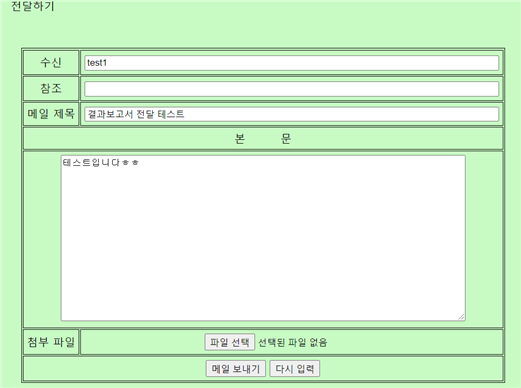 전달하기
수신 test1
참조
메일 제목 결과보고서 전달 테스트
본 문
테스트입니다ㅎㅎ
첨부 파일 파일 선택 선택된 파일 없음
메일 보내기 다시 입력